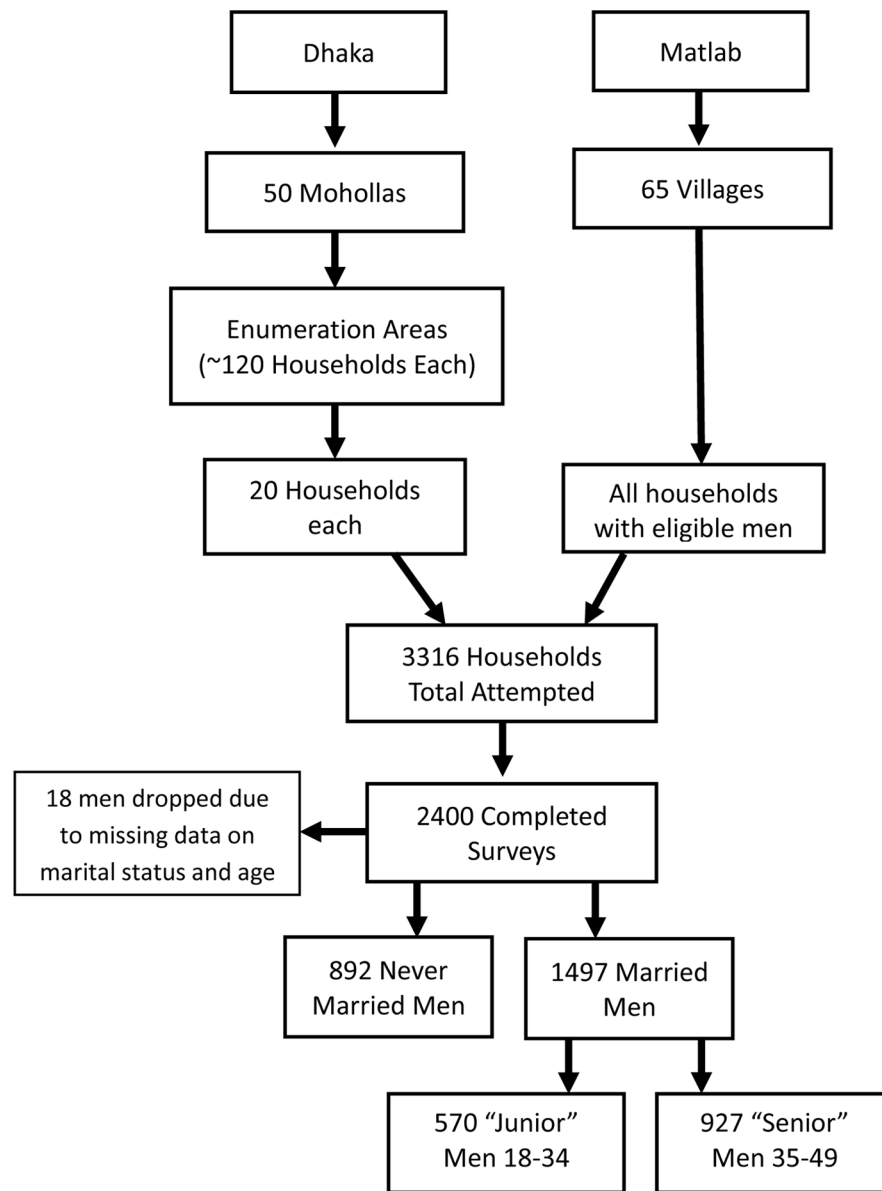 Dhaka
Matlab
50 Mohollas
65 Villages
Enumeration Areas
(~120 Households Each)
20 Households
each
All households
with eligible men
3316 Households
Total Attempted
18 men dropped due
to missing data on
marital status and age
2400 Completed
Surveys
892 Never
Married Men
1497 Married
Men
570 “Junior”
Men 18-34
927 “Senior”
Men 35-49